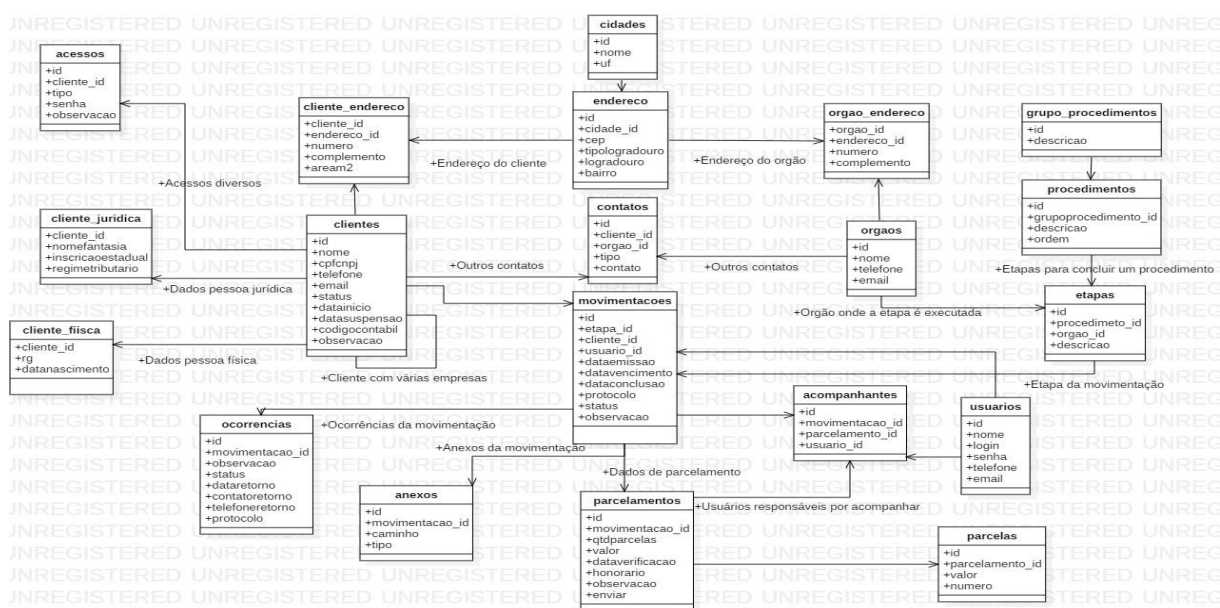 cidades
+id
+nome
+uf
acessos
+id
+cliente_id
+tipo
+senha
+observacao
cliente_endereco
+cliente_id
+endereco_id
+numero
+complemento
+aream2
endereco
+id
+cidade_id
+cep
+tipologradouro
+logradouro
+bairro
orgao_endereco
+orgao_id
+endereco_id
+numero
+complemento
grupo_procedimentos
+id
+descricao
+Endereço do cliente
+Endereço do orgão
+Acessos diversos
procedimentos
+id
+grupoprocedimento_id
+descricao
+ordem
cliente_juridica
+cliente_id
+nomefantasia
+inscricaoestadual
+regimetributario
clientes
+id
+nome
+cpfcnpj
+telefone
+email
+status
+datainicio
+datasuspensao
+codigocontabil
+observacao
contatos
+id
+cliente_id
+orgao_id
+tipo
+contato
orgaos
+id
+nome
+telefone
+email
+Outros contatos
+Outros contatos
+Etapas para concluir um procedimento
+Dados pessoa jurídica
movimentacoes
+id
+etapa_id
+cliente_id
+usuario_id
+dataemissao
+datavencimento
+dataconclusao
+protocolo
+status
+observacao
etapas
+id
+procedimeto_id
+orgao_id
+descricao
+Orgão onde a etapa é executada
cliente_fiisca
+cliente_id
+rg
+datanascimento
+Dados pessoa física
+Cliente com várias empresas
+Etapa da movimentação
acompanhantes
+id
+movimentacao_id
+parcelamento_id
+usuario_id
usuarios
+id
+nome
+login
+senha
+telefone
+email
ocorrencias
+id
+movimentacao_id
+observacao
+status
+dataretorno
+contatoretorno
+telefoneretorno
+protocolo
+Ocorrências da movimentação
+Anexos da movimentação
+Dados de parcelamento
anexos
+id
+movimentacao_id
+caminho
+tipo
parcelamentos
+id
+movimentacao_id
+qtdparcelas
+valor
+dataverificacao
+honorario
+observacao
+enviar
+Usuários responsáveis por acompanhar
parcelas
+id
+parcelamento_id
+valor
+numero
UNREGISTERED